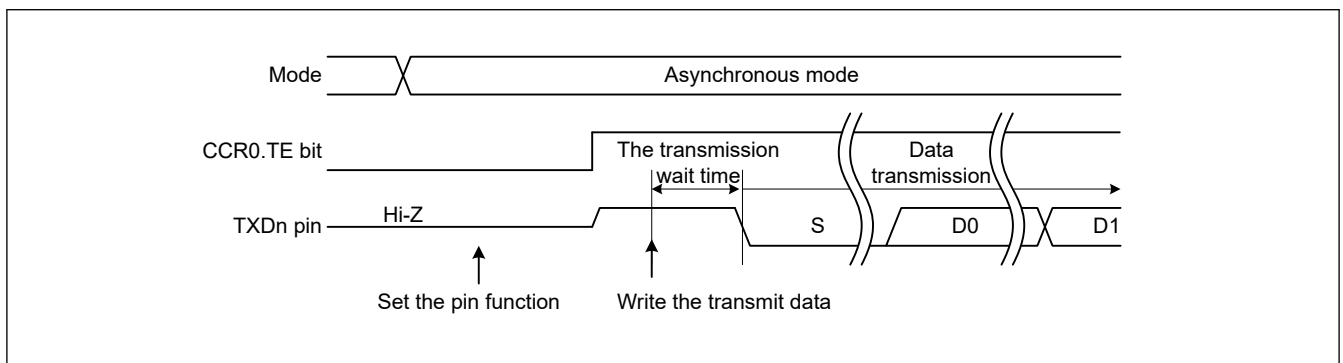 Mode
Asynchronous mode
CCR0.TE bit
The transmission
wait time
Data
transmission
TXDn pin
Hi-Z
S
D0
D1
Set the pin function
Write the transmit data